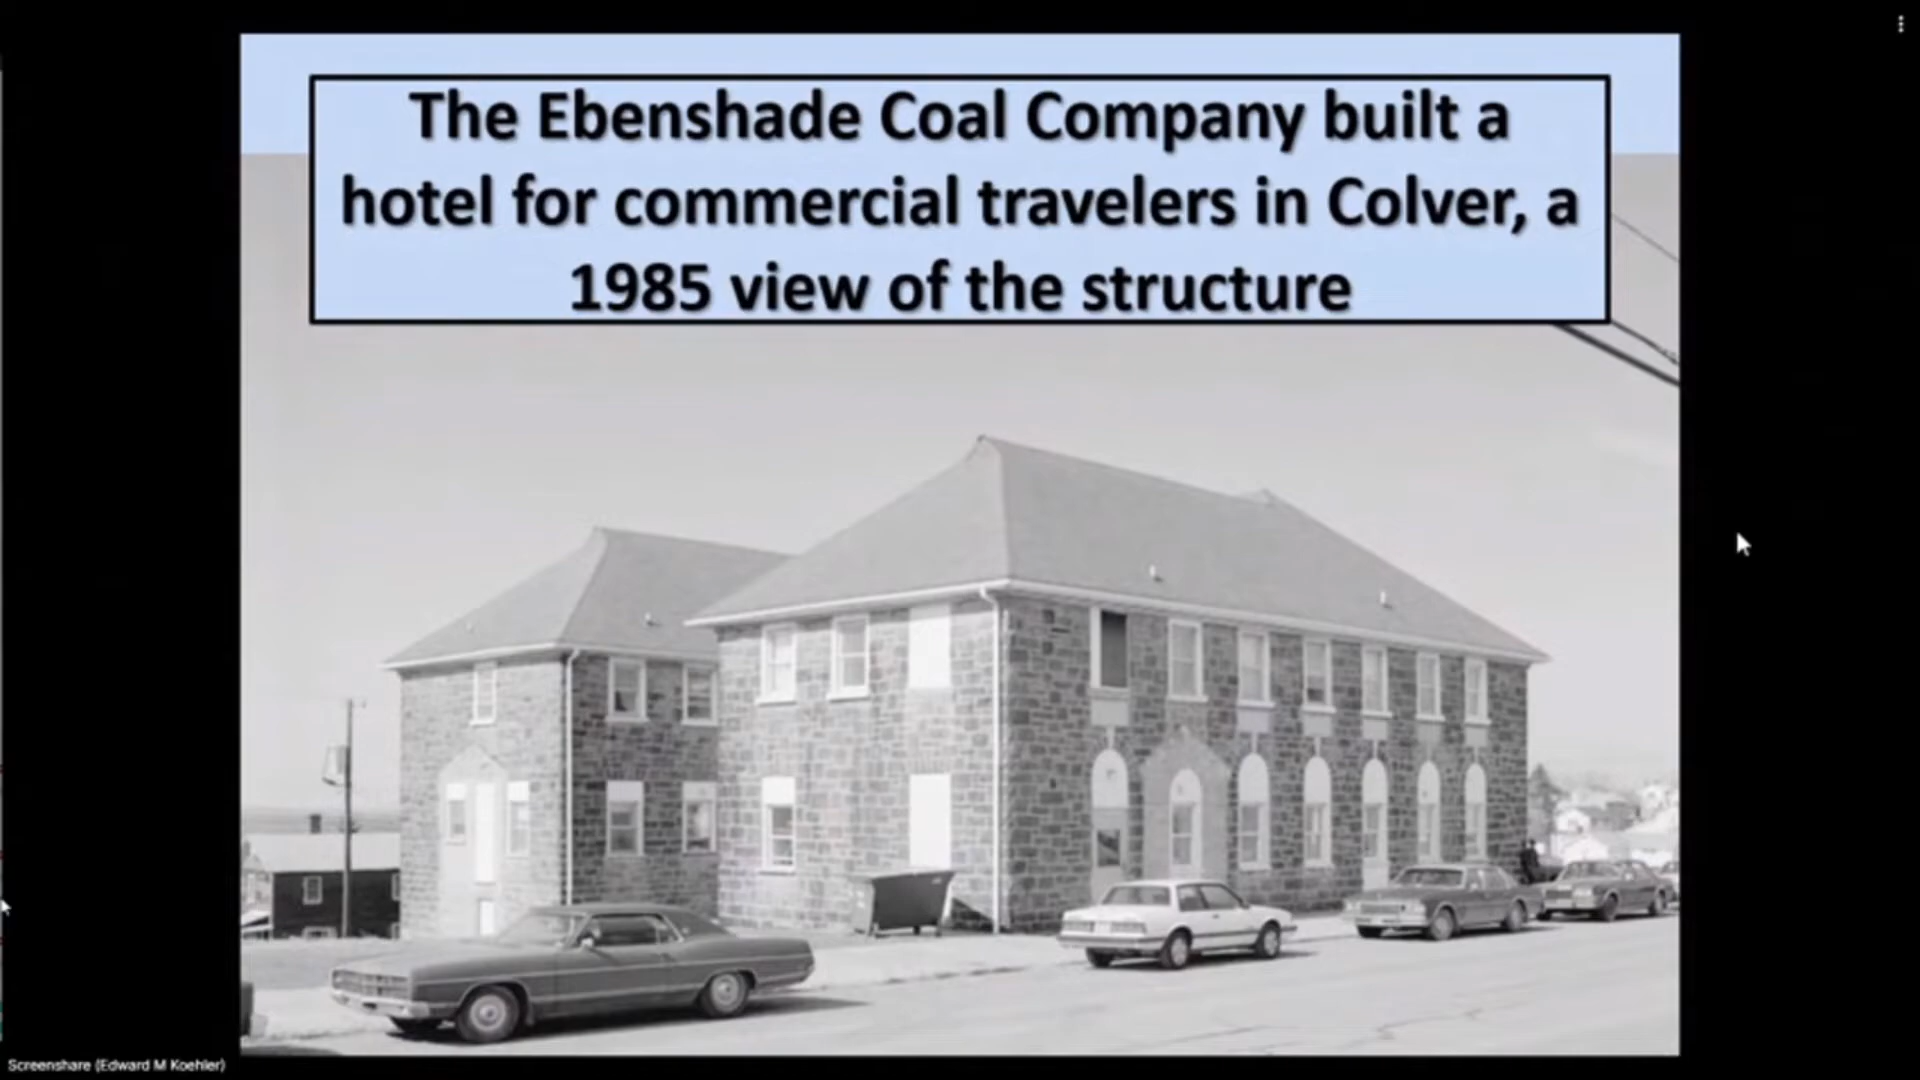 The Ebenshade Coal Company built a
hotel for commercial travelers in Colver, a
1985 view of the structure
Screenshare (Edward M Koehler)